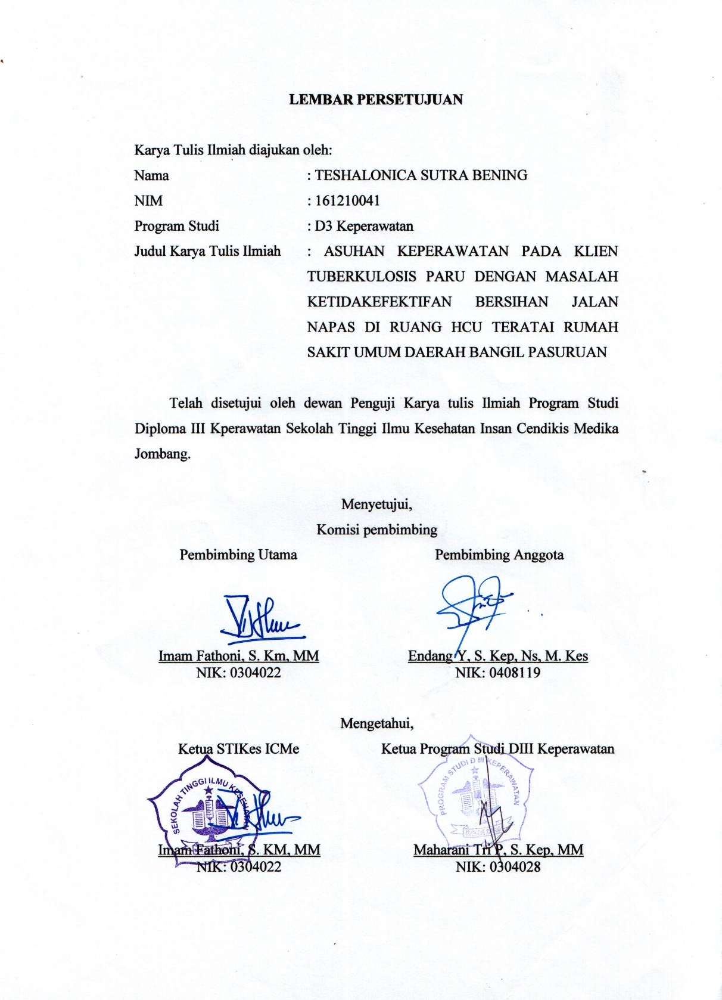 LEMBAR PERSETUJUAN
Karya Tulis Ilmiah diajukan oleh:
Nama : TESHALONICA SUTRA BENING
NIM : 161210041
Program Studi : D3 Keperawatan
Judul Karya Tulis Ilmiah : ASUHAN KEPERAWATAN PADA KLIEN
TUBERKULOSIS PARU DENGAN MASALAH
KETIDAKEFEKTIFAN BERSIHAN JALAN
NAPAS DI RUANG HCU TERATAI RUMAH
SAKIT UMUM DAERAH BANGIL PASURUAN
Telah disetujui oleh dewan Penguji Karya tulis Ilmiah Program Studi
Diploma III Kperawatan Sekolah Tinggi Ilmu Kesehatan Insan Cendikis Medika
Jombang.
Menyetujui,
Komisi pembimbing
Pembimbing Utama Pembimbing Anggota
Imam Fathoni, S. Km, MM Endang Y, S. Kep, Ns, M. Kes
NIK: 0304022 NIK: 0408119
Mengetahui,
Ketua STIKes ICMe Ketua Program Studi DIII Keperawatan
SEKOLAH TINGGI ILMU KESEHATAN PROGRAM STUDI D III KEPERAWATAN
Imam Fathoni, S. KM, MM Maharani Tri P, S. Kep, MM
NIK: 0304022 NIK: 0304028